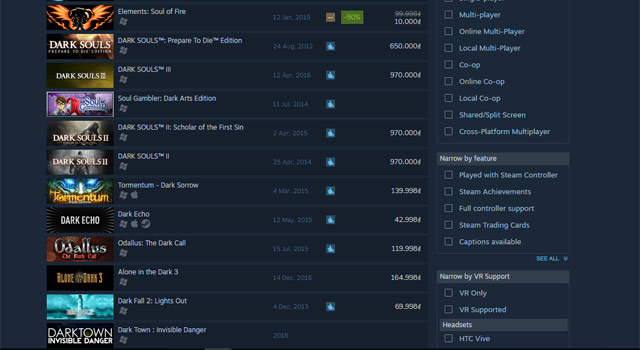 Elements: Soul of Fire
12 Jan, 2015
-90%
99.998₫
10.000₫
DARK SOULS
PREPARE TO DIE EDITION
DARK SOULS™: Prepare To Die™ Edition
24 Aug, 2012
650.000₫
DARK SOULS III
DARK SOULS™ III
12 Apr, 2016
970.000₫
Soul Gambler: Dark Arts Edition
11 Jul, 2014
DARK SOULS II
DARK SOULS™ II: Scholar of the First Sin
2 Apr, 2015
970.000₫
DARK SOULS II
DARK SOULS™ II
25 Apr, 2014
970.000₫
Tormentum
Tormentum - Dark Sorrow
4 Mar, 2015
139.998₫
DARK ECHO
Dark Echo
12 May, 2015
42.998₫
Odallus
The Dark Call
Odallus: The Dark Call
15 Jul, 2015
119.998₫
ALONE IN THE DARK 3
Alone in the Dark 3
14 Dec, 2016
164.998₫
Dark Fall 2: Lights Out
4 Dec, 2013
69.998₫
DARKTOWN
INVISIBLE DANGER
Dark Town : Invisible Danger
2018
Multi-player
Online Multi-Player
Local Multi-Player
Co-op
Online Co-op
Local Co-op
Shared/Split Screen
Cross-Platform Multiplayer
Narrow by feature
Played with Steam Controller
Steam Achievements
Full controller support
Steam Trading Cards
Captions available
SEE ALL
Narrow by VR Support
VR Only
VR Supported
Headsets
HTC Vive